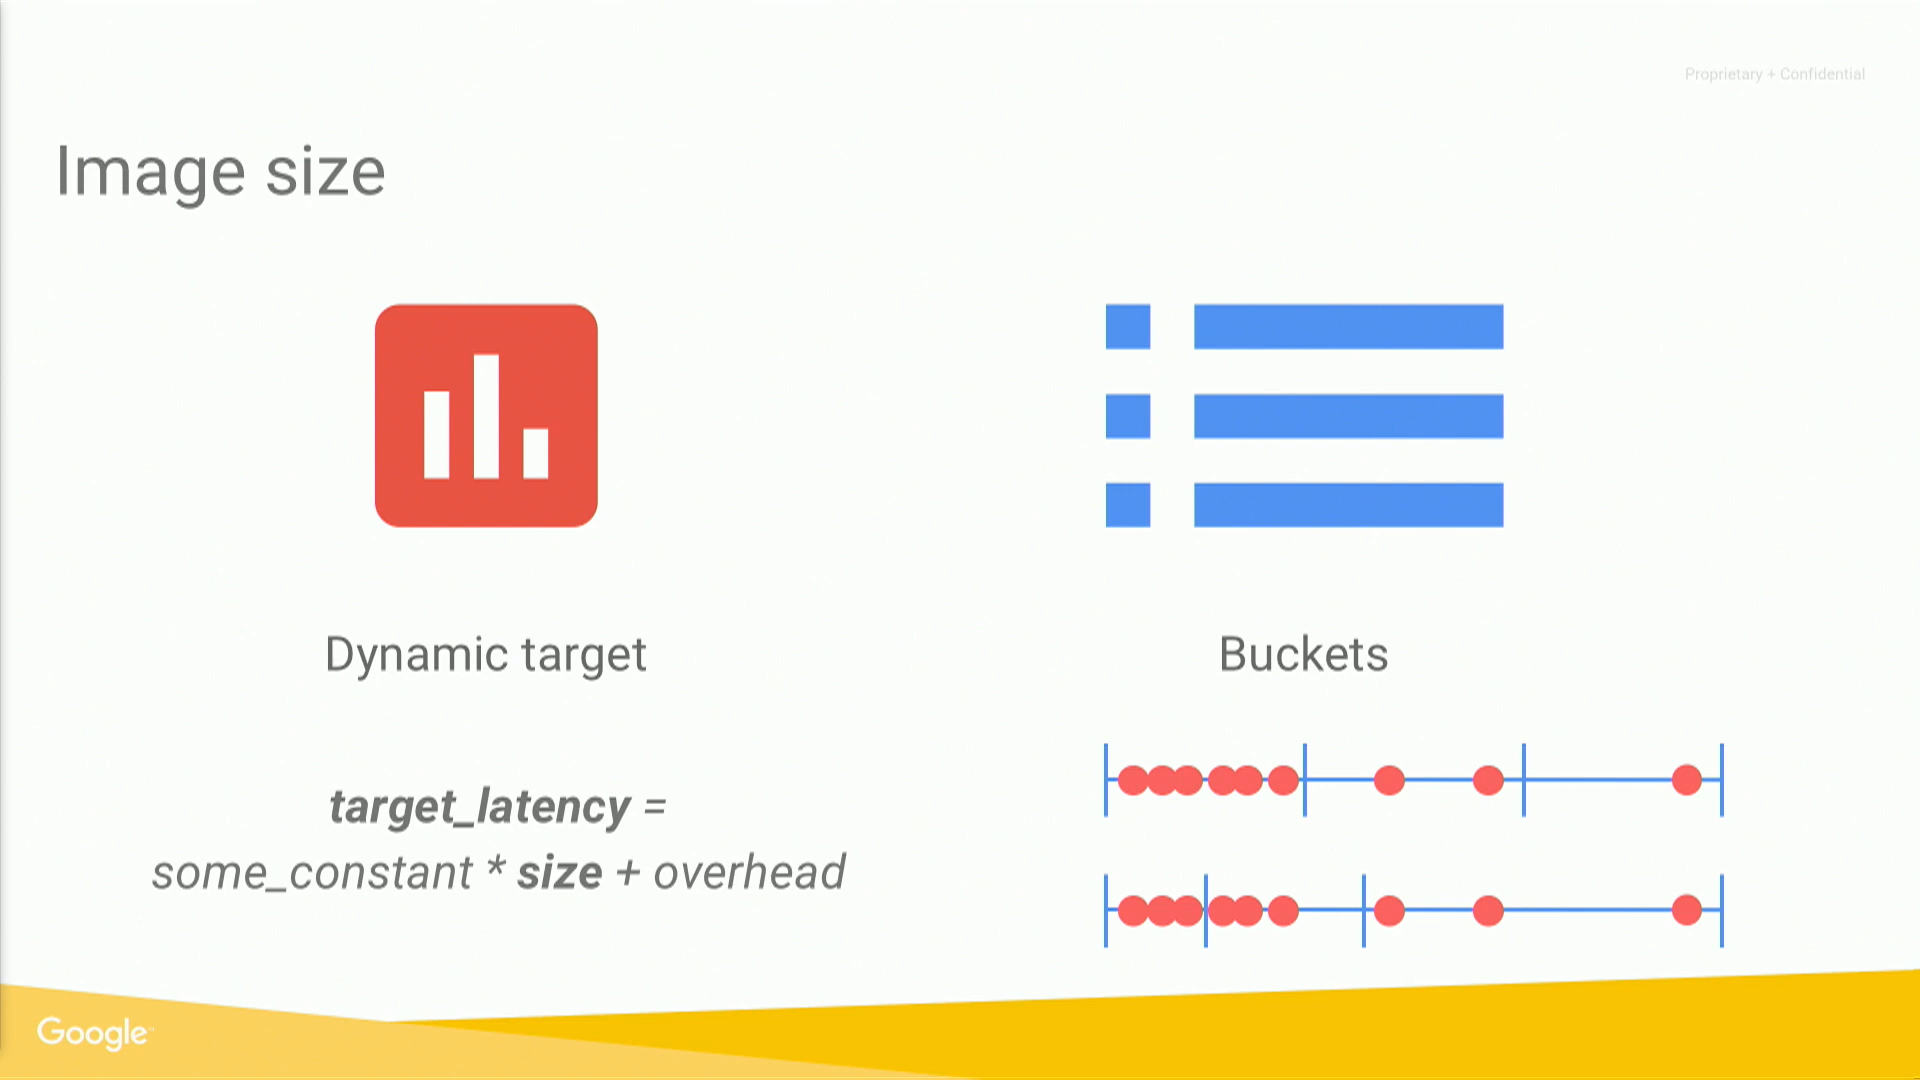 Proprietary + Confidential
Image size
Dynamic target
Buckets
target_latency =
some_constant * size + overhead
Google